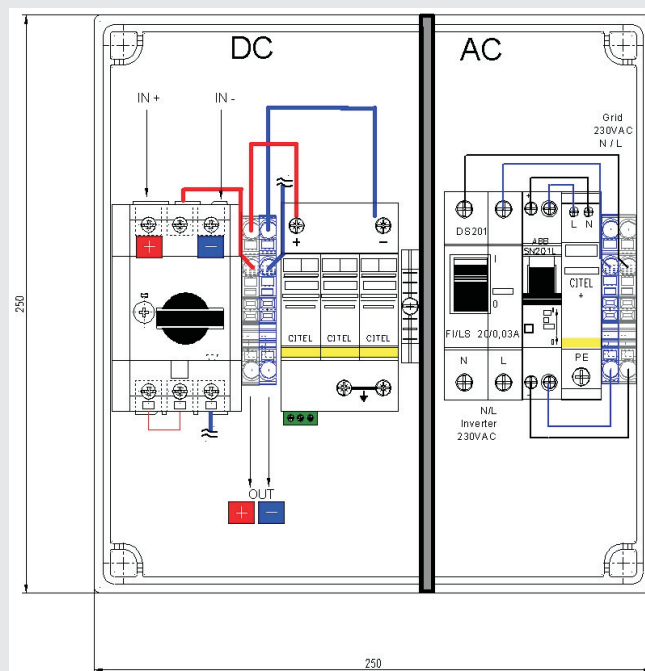 DC
AC
IN +
IN -
Grid
230VAC
N / L
+
-
+
-
L N
DS201
ABB
SN201L
I
0
CITEL
+
CITEL
CITEL
CITEL
FI/LS 20/0,03A
N
L
PE
N/L
Inverter
230VAC
OUT
+
-
250
250